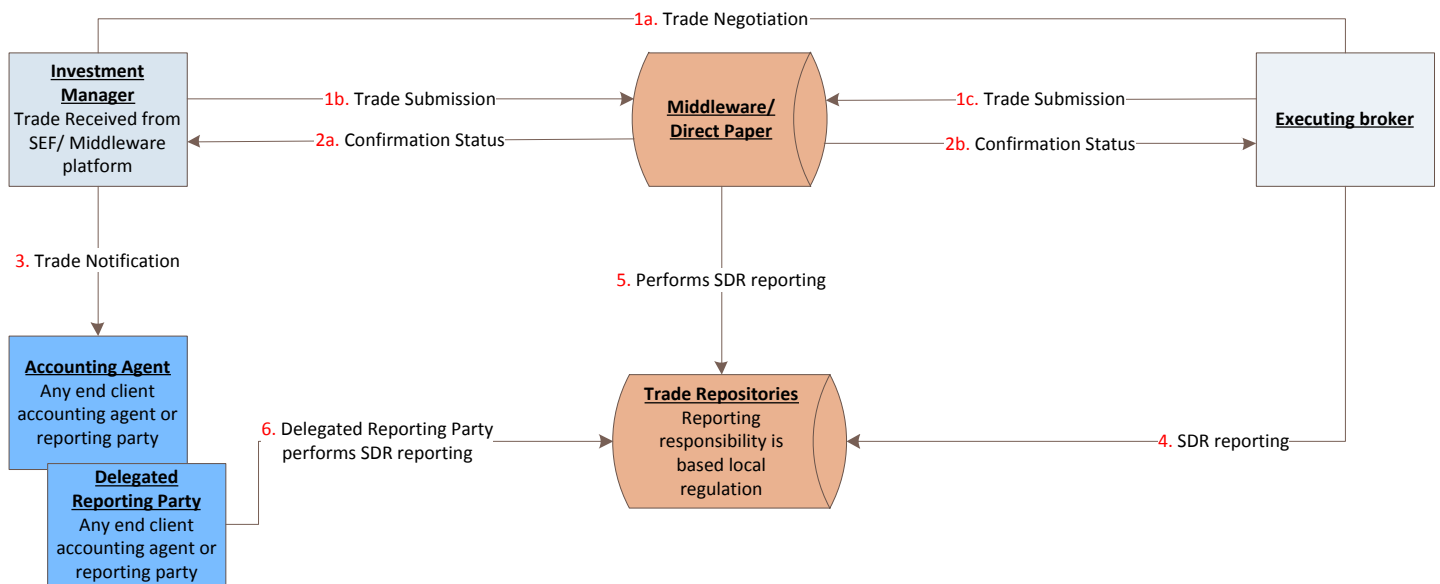 1a. Trade Negotiation
Investment
Manager
Trade Received from
SEF/ Middleware
platform
1b. Trade Submission
2a. Confirmation Status
Middleware/
Direct Paper
1c. Trade Submission
2b. Confirmation Status
Executing broker
3. Trade Notification
5. Performs SDR reporting
Accounting Agent
Any end client
accounting agent or
reporting party
Delegated
Reporting Party
Any end client
accounting agent or
reporting party
6. Delegated Reporting Party
performs SDR reporting
Trade Repositories
Reporting
responsibility is
based local
regulation
4. SDR reporting